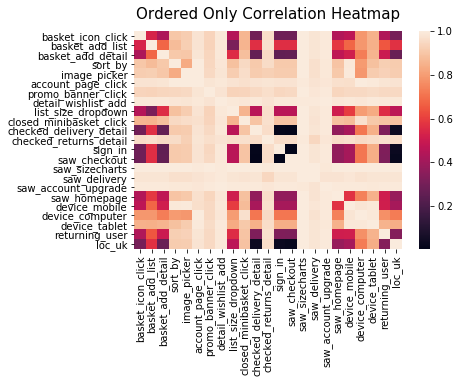 Ordered Only Correlation Heatmap
basket_icon_click
basket_add_list
basket_add_detail
sort_by
image_picker
account_page_click
promo_banner_click
detail_wishlist_add
list_size_dropdown
closed_minibasket_click
checked_delivery_detail
checked_returns_detail
sign_in
saw_checkout
saw_sizecharts
saw_delivery
saw_account_upgrade
saw_homepage
device_mobile
device_computer
device_tablet
returning_user
loc_uk
basket_icon_click
basket_add_list
basket_add_detail
sort_by
image_picker
account_page_click
promo_banner_click
detail_wishlist_add
list_size_dropdown
closed_minibasket_click
checked_delivery_detail
checked_returns_detail
sign_in
saw_checkout
saw_sizecharts
saw_delivery
saw_account_upgrade
saw_homepage
device_mobile
device_computer
device_tablet
returning_user
loc_uk
1.0
0.8
0.6
0.4
0.2